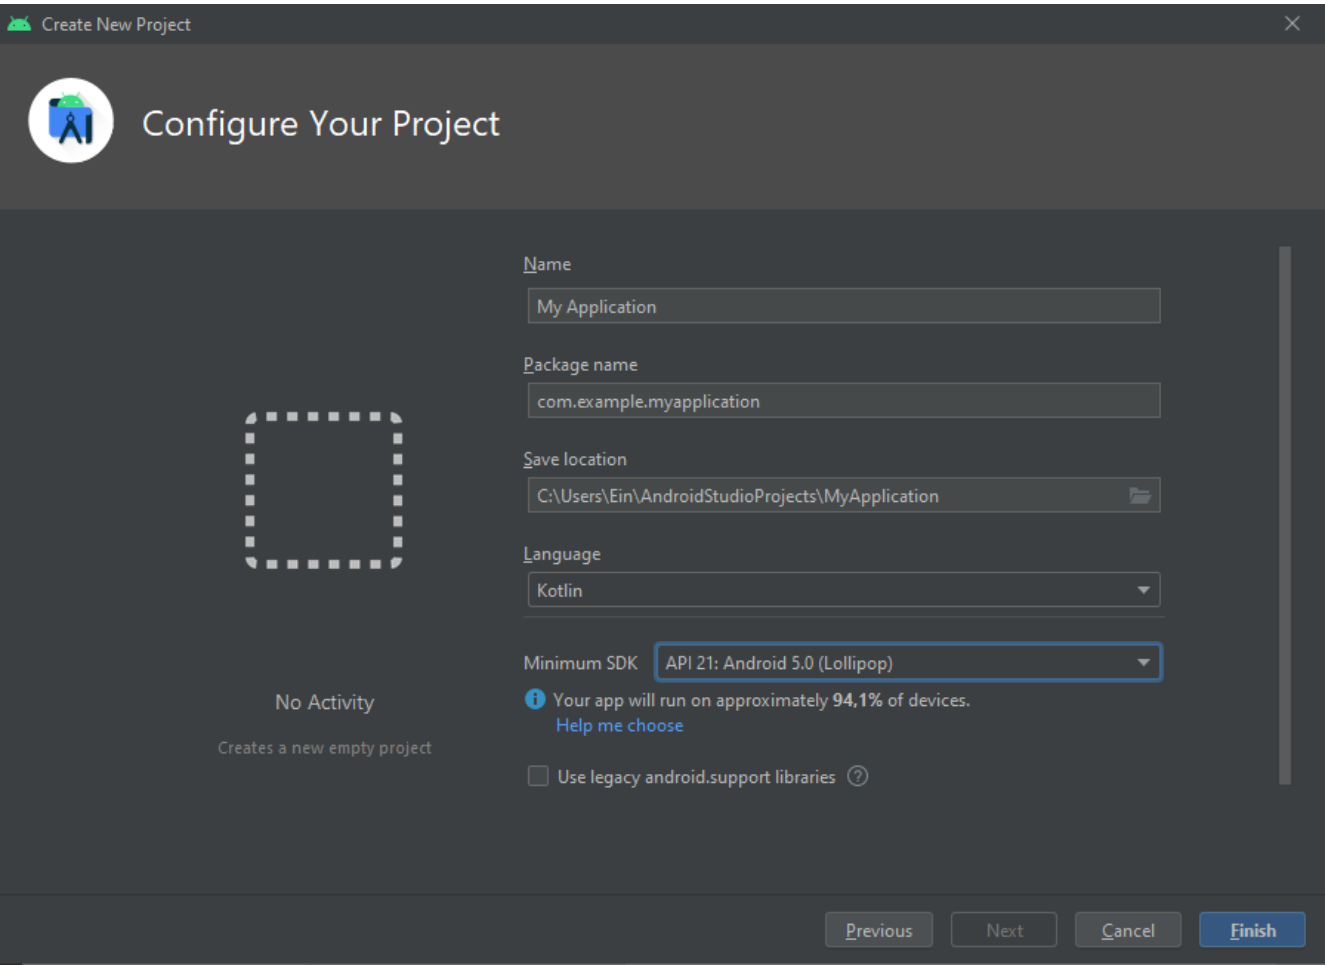 Create New Project
Configure Your Project
Name
My Application
Package name
com.example.myapplication
Save location
C:\Users\Ein\AndroidStudioProjects\MyApplication
Language
Kotlin
Minimum SDK API 21: Android 5.0 (Lollipop)
Your app will run on approximately 94,1% of devices.
Help me choose
Use legacy android.support libraries
No Activity
Creates a new empty project
Previous Next Cancel Finish